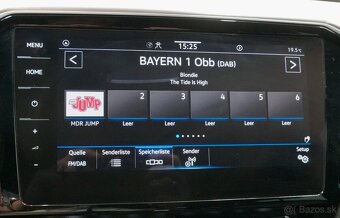 MENU
HOME
15:25
19.5°C
BAYERN 1 Obb (DAB)
Blondie
The Tide Is High
JUMP
2
3
4
5
6
MDR JUMP
Leer
Leer
Leer
Leer
Leer
Quelle
FM/DAB
Senderliste
Speicherliste
Sender
Setup
Bazos.sk